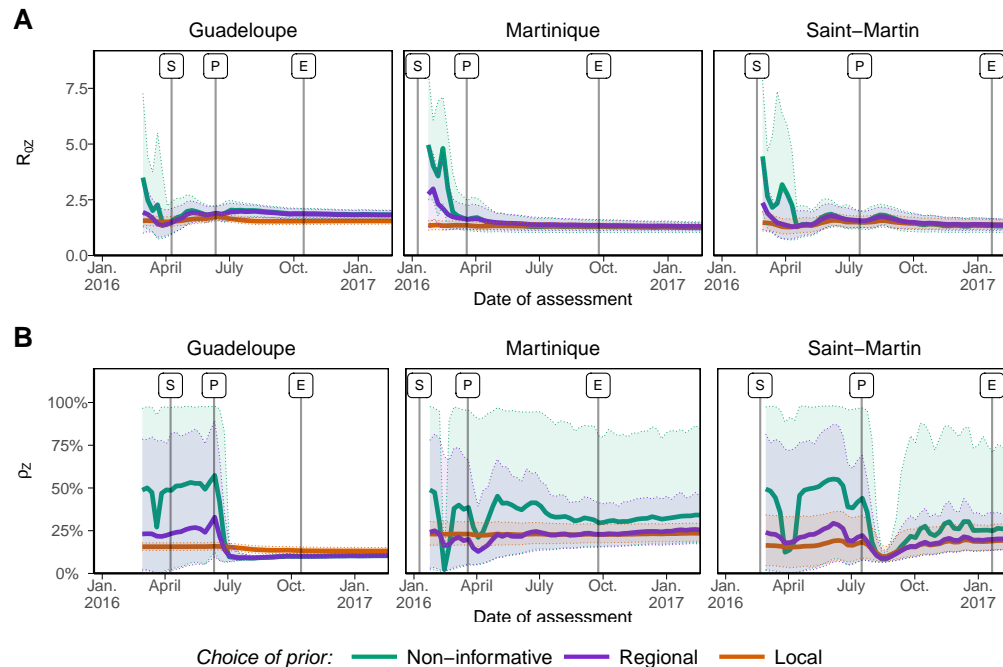 A
Guadeloupe Martinique Saint−Martin
S P E S P E S P E
7.5
5.0
2.5
0.0
R0Z
Jan. 2016 April July Oct. Jan. 2017 Jan. 2016 April July Oct. Jan. 2017 Jan. 2016 April July Oct. Jan. 2017
Date of assessment
B
Guadeloupe Martinique Saint−Martin
S P E S P E S P E
100%
75%
50%
25%
0%
ρZ
Jan. 2016 April July Oct. Jan. 2017 Jan. 2016 April July Oct. Jan. 2017 Jan. 2016 April July Oct. Jan. 2017
Date of assessment
Choice of prior: Non−informative Regional Local